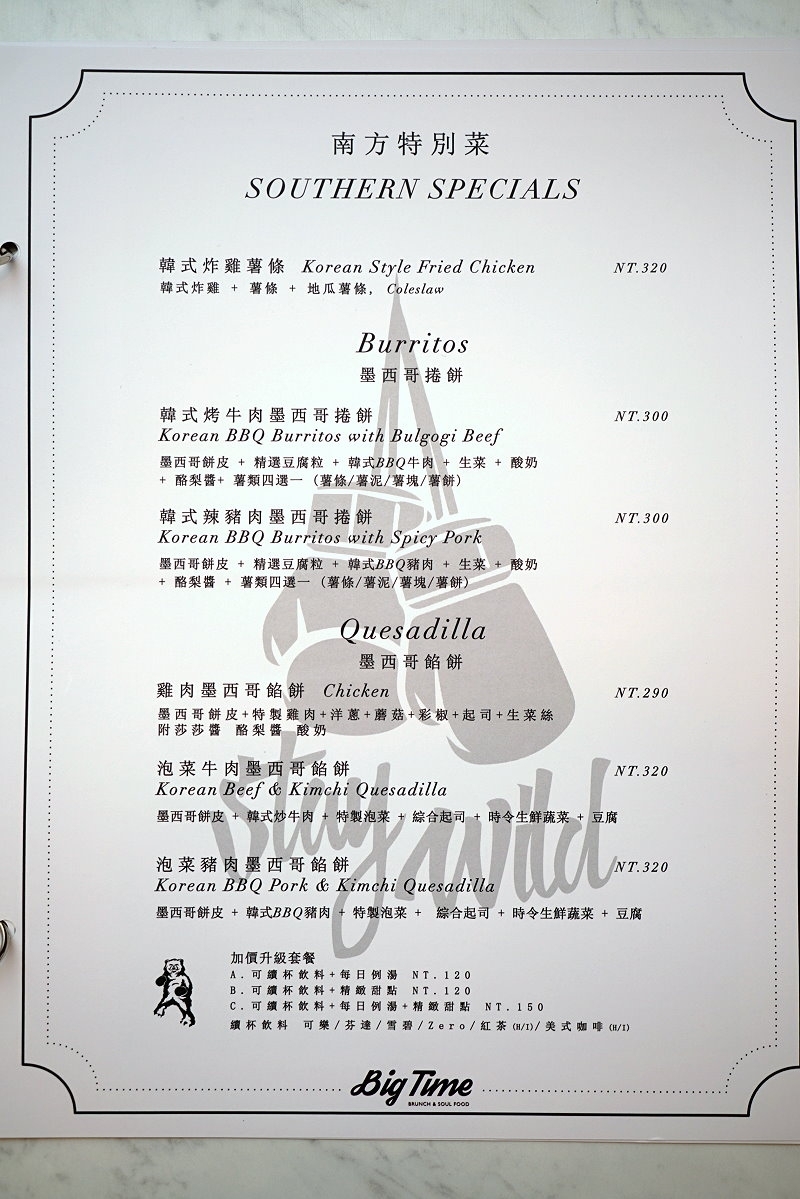 南方特別菜
SOUTHERN SPECIALS
韓式炸雞薯條 Korean Style Fried Chicken NT.320
韓式炸雞 + 薯條 + 地瓜薯條, Coleslaw
Burritos
墨西哥捲餅
韓式烤牛肉墨西哥捲餅 NT.300
Korean BBQ Burritos with Bulgogi Beef
墨西哥餅皮 + 精選豆腐粒 + 韓式BBQ牛肉 + 生菜 + 酸奶
+ 酪梨醬+ 薯類四選一 (薯條/薯泥/薯塊/薯餅)
韓式辣豬肉墨西哥捲餅 NT.300
Korean BBQ Burritos with Spicy Pork
墨西哥餅皮 + 精選豆腐粒 + 韓式BBQ豬肉 + 生菜 + 酸奶
+ 酪梨醬 + 薯類四選一 (薯條/薯泥/薯塊/薯餅)
Quesadilla
墨西哥餡餅
雞肉墨西哥餡餅 Chicken NT.290
墨西哥餅皮+特製雞肉+洋蔥+蘑菇+彩椒+起司+生菜絲
附莎莎醬 酪梨醬 酸奶
泡菜牛肉墨西哥餡餅 NT.320
Korean Beef & Kimchi Quesadilla
墨西哥餅皮 + 韓式炒牛肉 + 特製泡菜 + 綜合起司 + 時令生鮮蔬菜 + 豆腐
stay wild
泡菜豬肉墨西哥餡餅 NT.320
Korean BBQ Pork & Kimchi Quesadilla
墨西哥餅皮 + 韓式BBQ豬肉 + 特製泡菜 + 綜合起司 + 時令生鮮蔬菜 + 豆腐
加價升級套餐
A.可續杯飲料+每日例湯 NT.120
B.可續杯飲料+精緻甜點 NT.120
C.可續杯飲料+每日例湯+精緻甜點 NT.150
續杯飲料 可樂/芬達/雪碧/Zero/紅茶(H/I)/美式咖啡(H/I)
Big Time
BRUNCH & SOUL FOOD